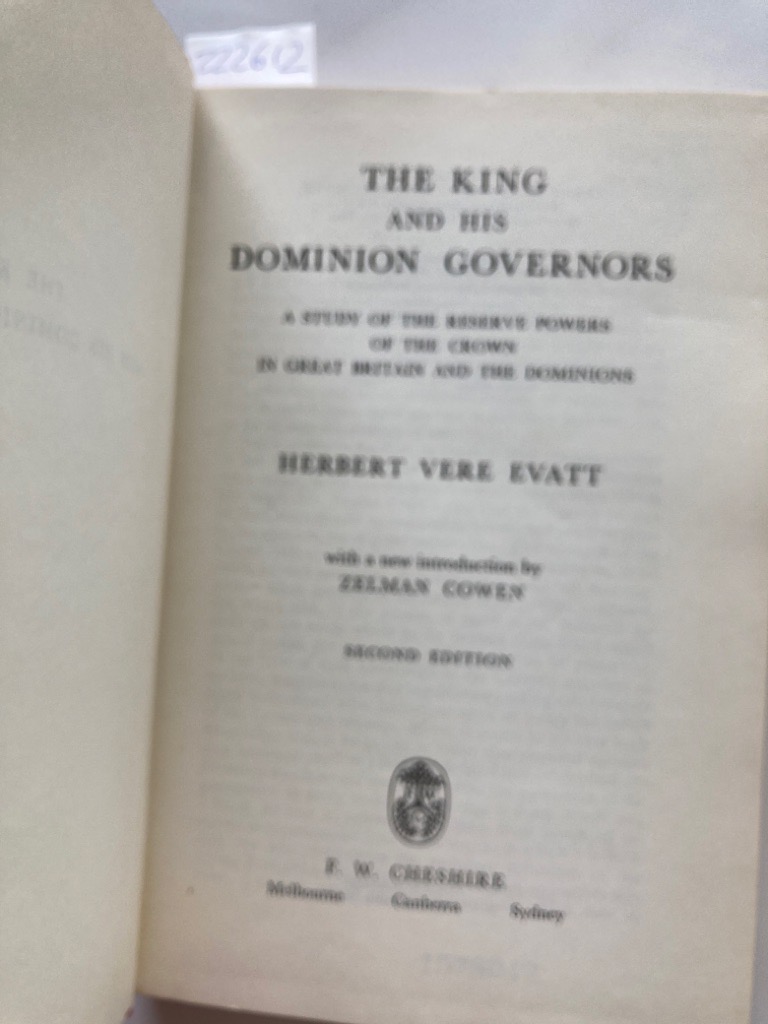 222612
THE KING
AND HIS
DOMINION GOVERNORS
A STUDY OF THE RESERVE POWERS
OF THE CROWN
IN GREAT BRITAIN AND THE DOMINIONS
HERBERT VERE EVATT
with a new introduction by
ZELMAN COWEN
SECOND EDITION
F. W. CHESHIRE
Melbourne Canberra Sydney